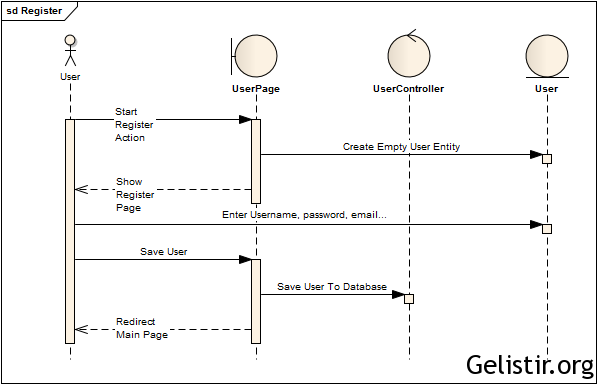 sd Register
User
UserPage
UserController
User
Start
Register
Action
Create Empty User Entity
Show
Register
Page
Enter Username, password, email...
Save User
Save User To Database
Redirect
Main Page
Gelistir.org